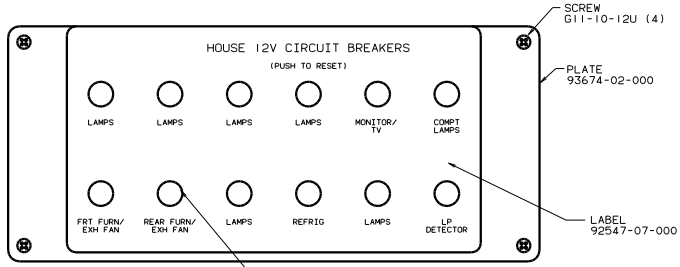 SCREW
G11-10-12U (4)
HOUSE 12V CIRCUIT BREAKERS
(PUSH TO RESET)
PLATE
93674-02-000
LAMPS LAMPS LAMPS LAMPS MONITOR/ COMPT
TV LAMPS
FRT FURN/ REAR FURN/ LAMPS REFRIG LAMPS LP
EXH FAN EXH FAN DETECTOR
LABEL
92547-07-000